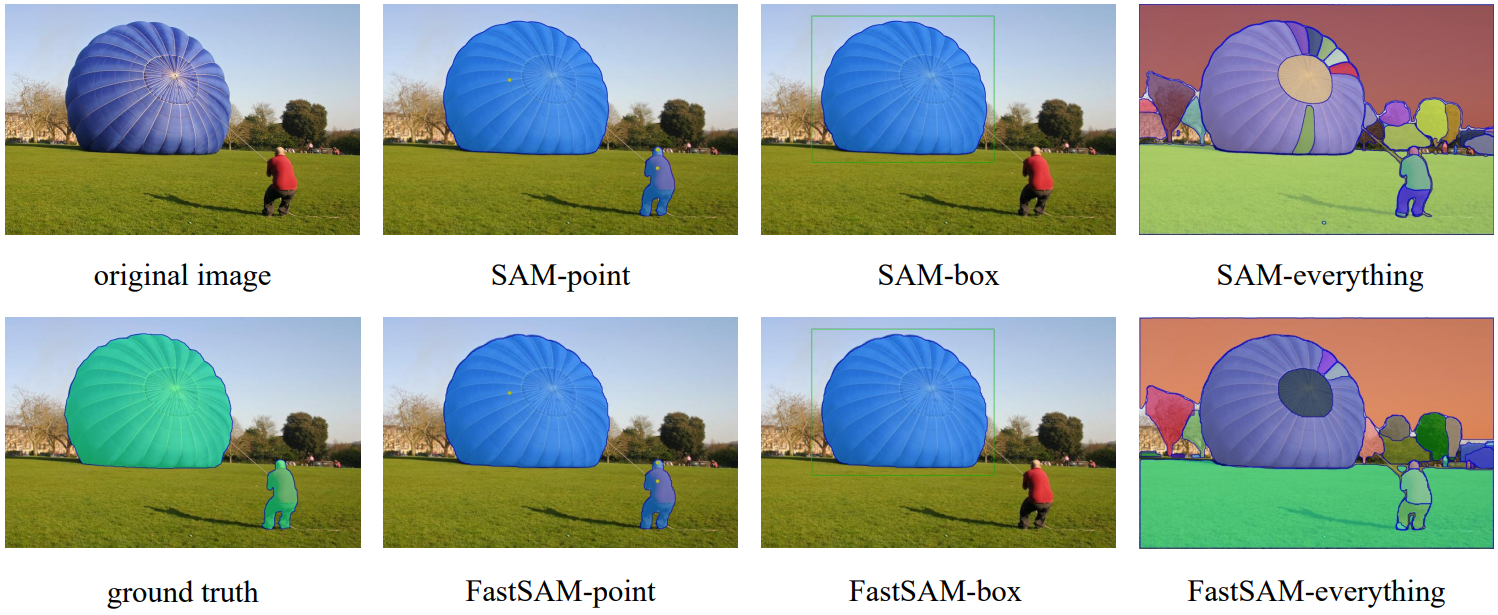 original image
SAM-point
SAM-box
SAM-everything
ground truth
FastSAM-point
FastSAM-box
FastSAM-everything